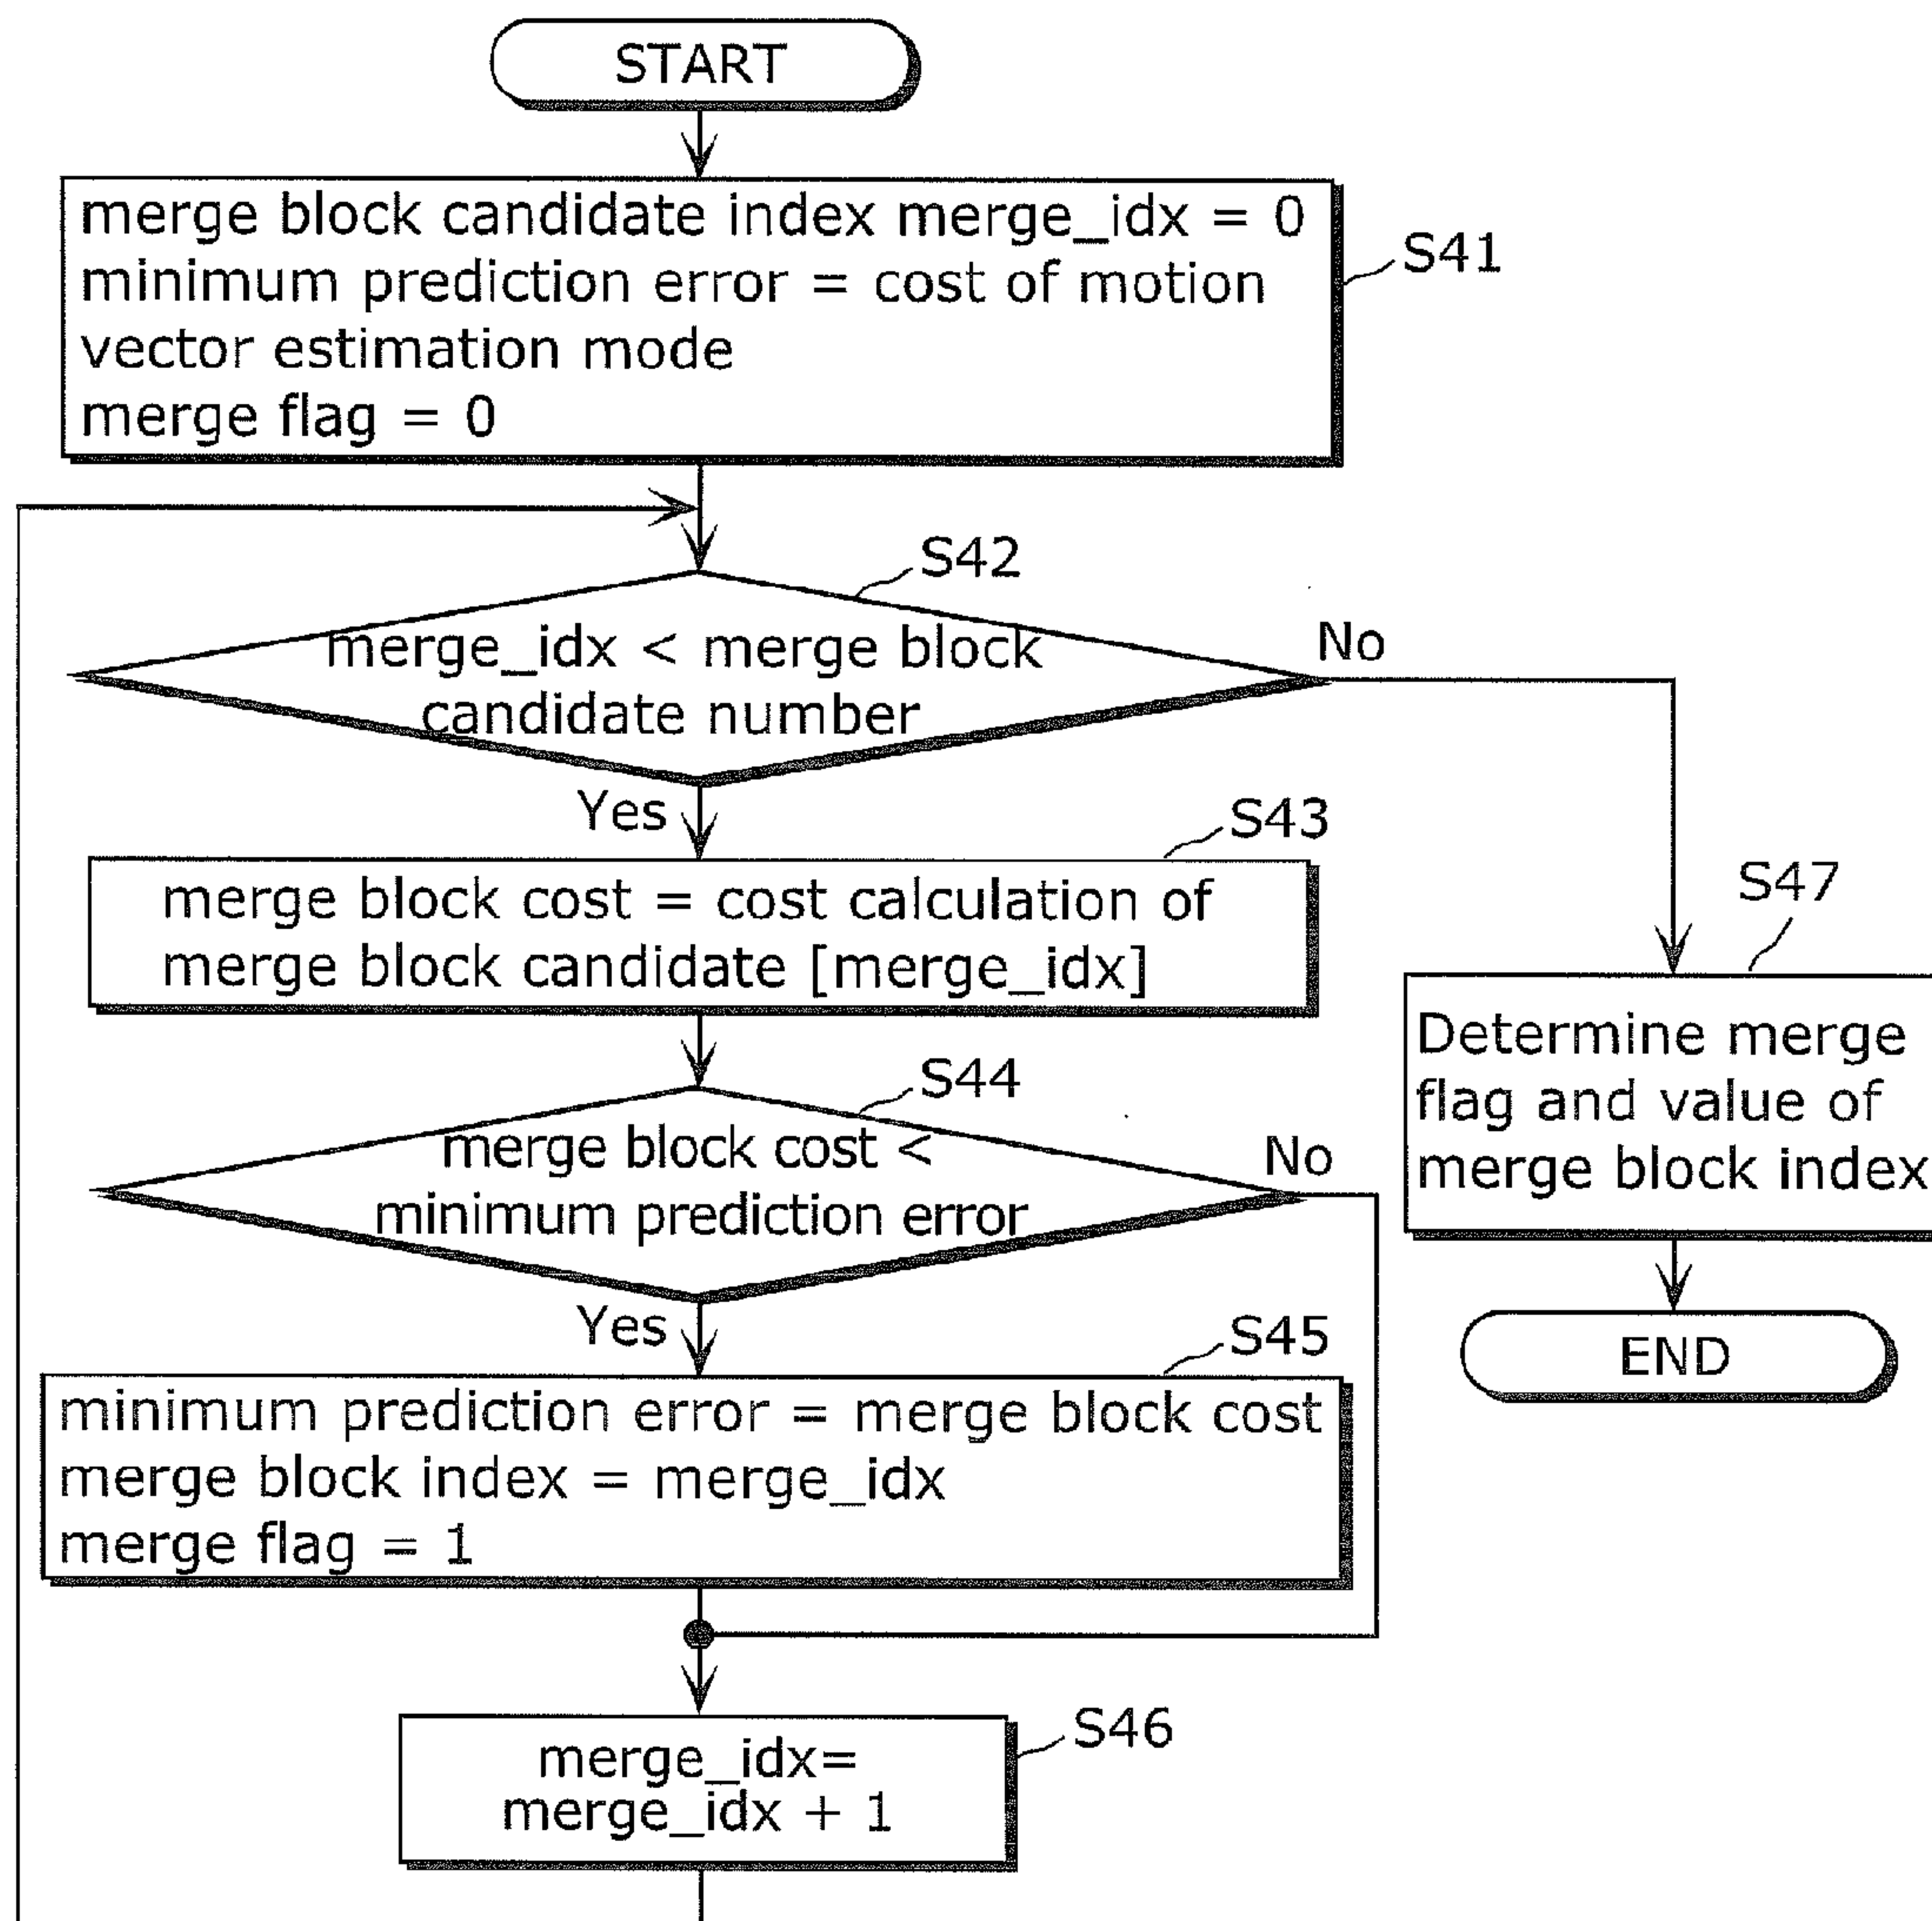 START
merge block candidate index merge_idx = 0
minimum prediction error = cost of motion
vector estimation mode
merge flag = 0
S41
S42
merge_idx < merge block
candidate number
No
Yes
S43
merge block cost = cost calculation of
merge block candidate [merge_idx]
S44
merge block cost <
minimum prediction error
No
Yes
S45
minimum prediction error = merge block cost
merge block index = merge_idx
merge flag = 1
S46
merge_idx=
merge_idx + 1
S47
Determine merge
flag and value of
merge block index
END